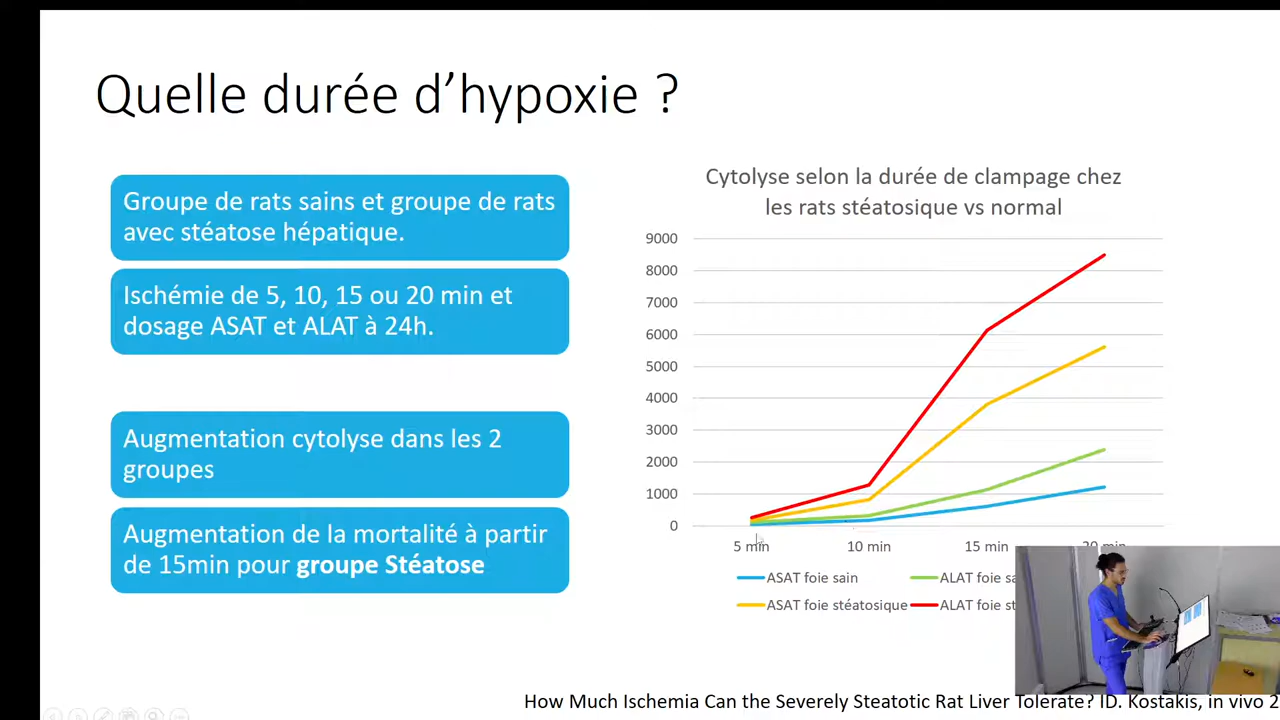 Quelle durée d'hypoxie ?
Groupe de rats sains et groupe de rats
avec stéatose hépatique.
Ischémie de 5, 10, 15 ou 20 min et
dosage ASAT et ALAT à 24h.
Augmentation cytolyse dans les 2
groupes
Augmentation de la mortalité à partir
de 15min pour groupe Stéatose
Cytolyse selon la durée de clampage chez
les rats stéatosique vs normal
9000
8000
7000
6000
5000
4000
3000
2000
1000
0
5 min 10 min 15 min 20 min
ASAT foie sain ALAT foie
ASAT foie stéatosique ALAT foie
How Much Ischemia Can the Severely Steatotic Rat Liver Tolerate? ID. Kostakis, in vivo